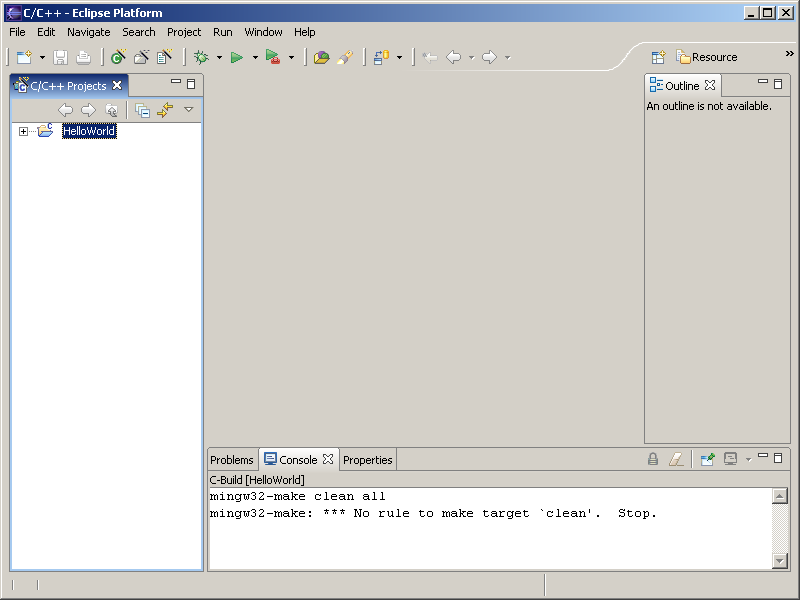 C/C++ - Eclipse Platform
File Edit Navigate Search Project Run Window Help
Resource
C/C++ Projects
HelloWorld
Outline
An outline is not available.
Problems Console Properties
C-Build [HelloWorld]
mingw32-make clean all
mingw32-make: *** No rule to make target `clean'.  Stop.